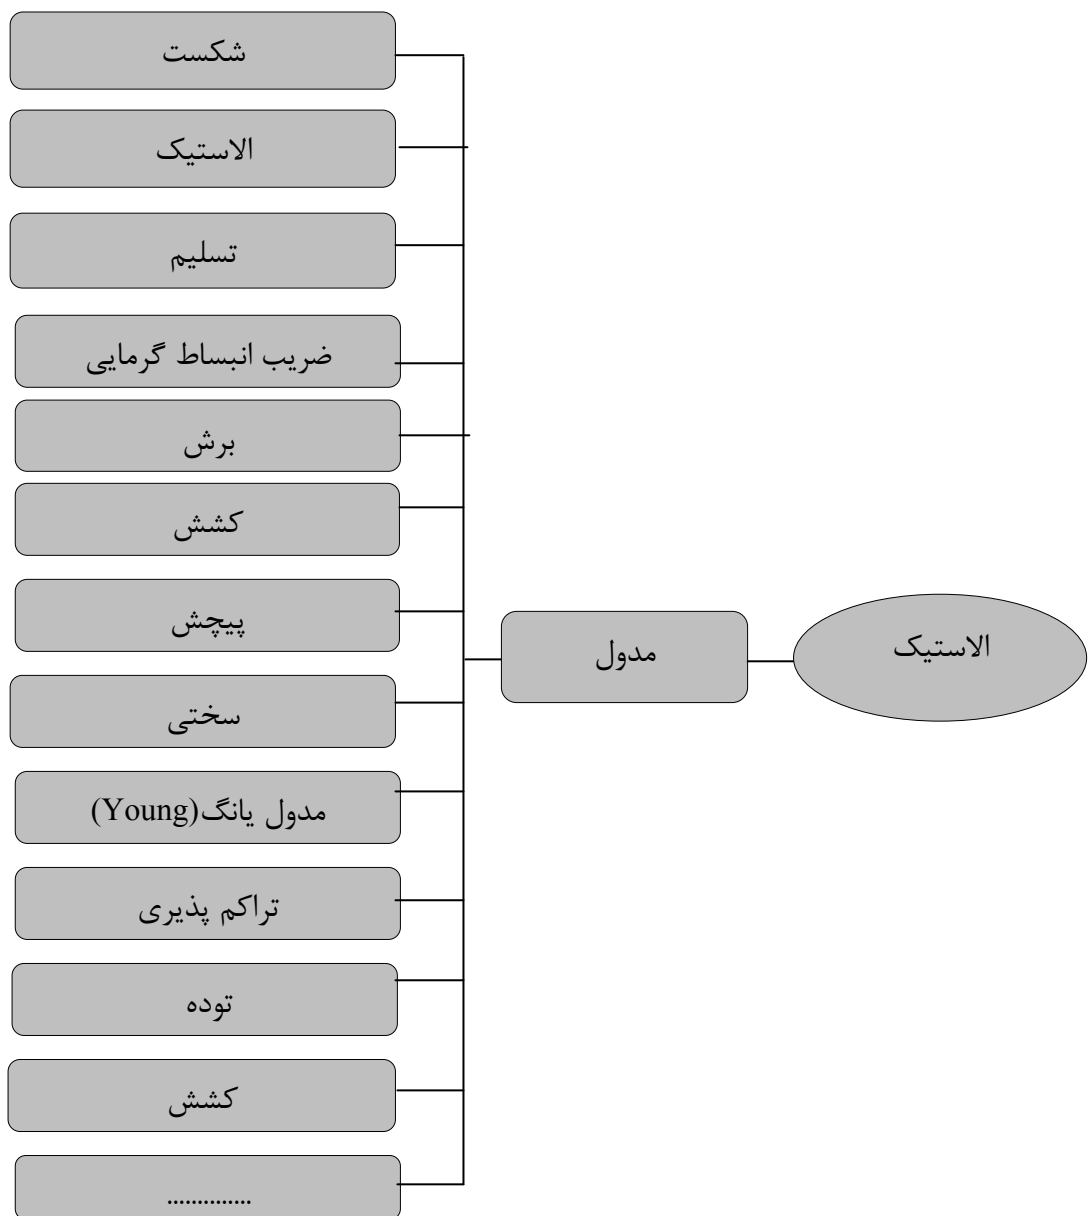 شکست
الاستیک
تسلیم
ضریب انبساط گرمایی
برش
کشش
پیچش
الاستیک
مدول
سختی
مدول یانگ(Young)
تراکم پذیری
توده
کشش
..............